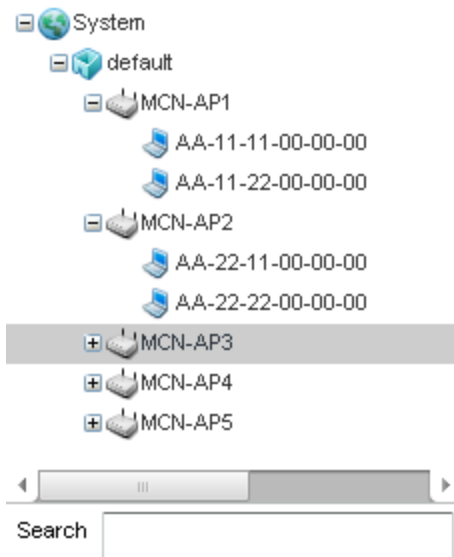 System
default
MCN-AP1
AA-11-11-00-00-00
AA-11-22-00-00-00
MCN-AP2
AA-22-11-00-00-00
AA-22-22-00-00-00
MCN-AP3
MCN-AP4
MCN-AP5
Search